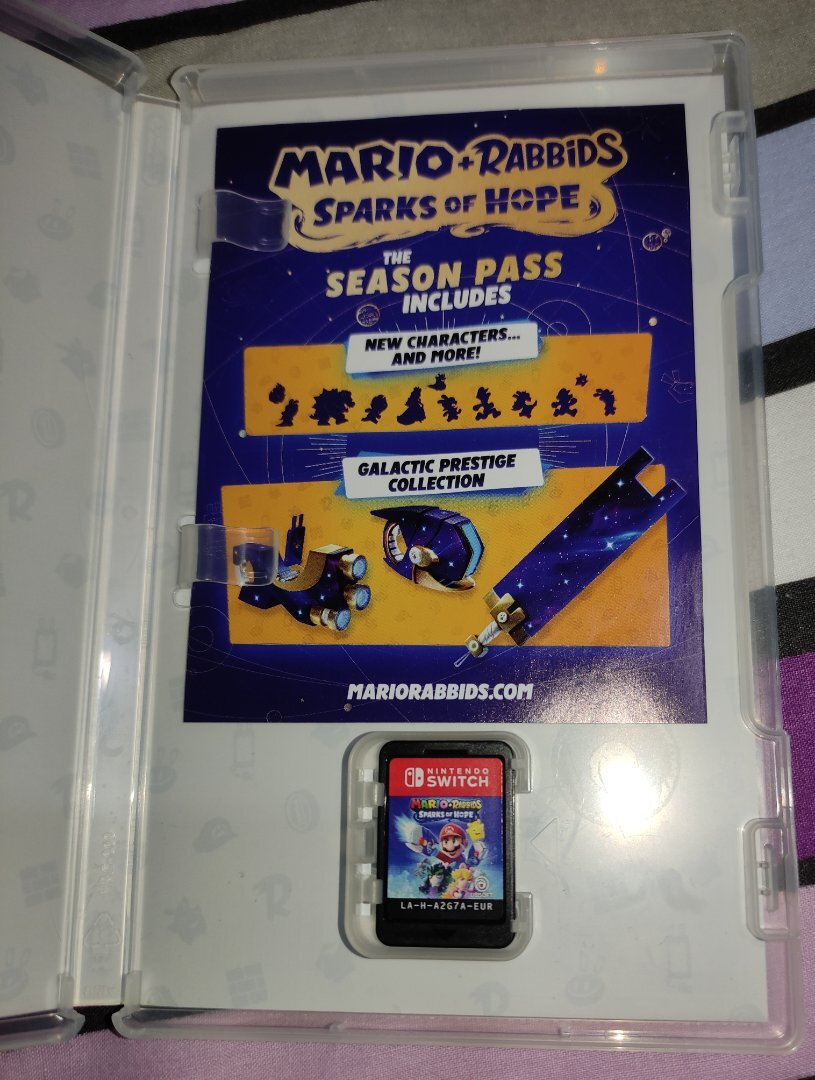 MARIO+RABBIDS
SPARKS OF HOPE
THE
SEASON PASS
INCLUDES
NEW CHARACTERS...
AND MORE!
GALACTIC PRESTIGE
COLLECTION
MARIORABBIDS.COM
NINTENDO
SWITCH
MARIO+RABBIDS
SPARKS OF HOPE
UBISOFT
LA-H-A2G7A-EUR